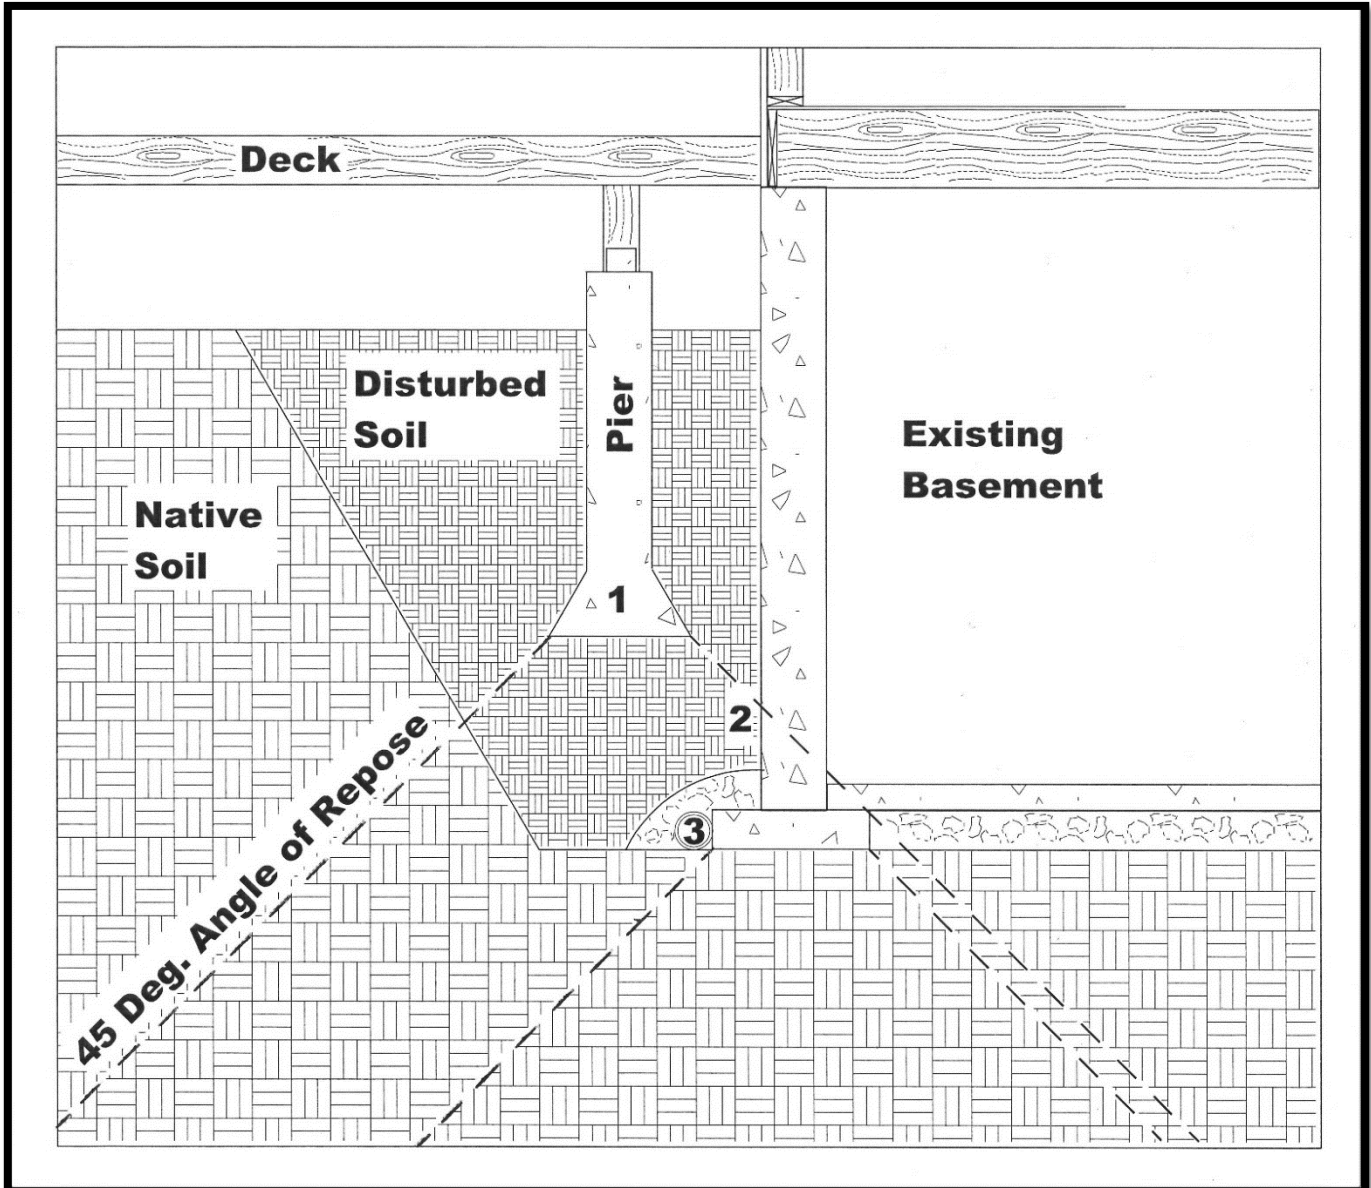 Deck
Disturbed
Soil
Pier
Existing
Basement
Native
Soil
1
2
3
45 Deg. Angle of Repose